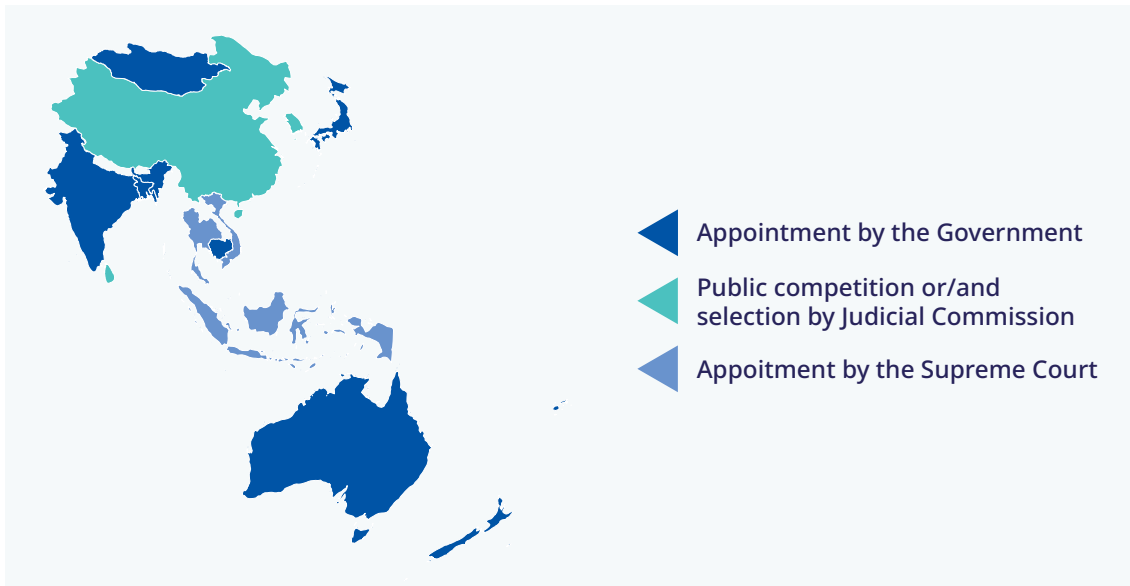 Appointment by the Government
Public competition or/and
selection by Judicial Commission
Appoitment by the Supreme Court